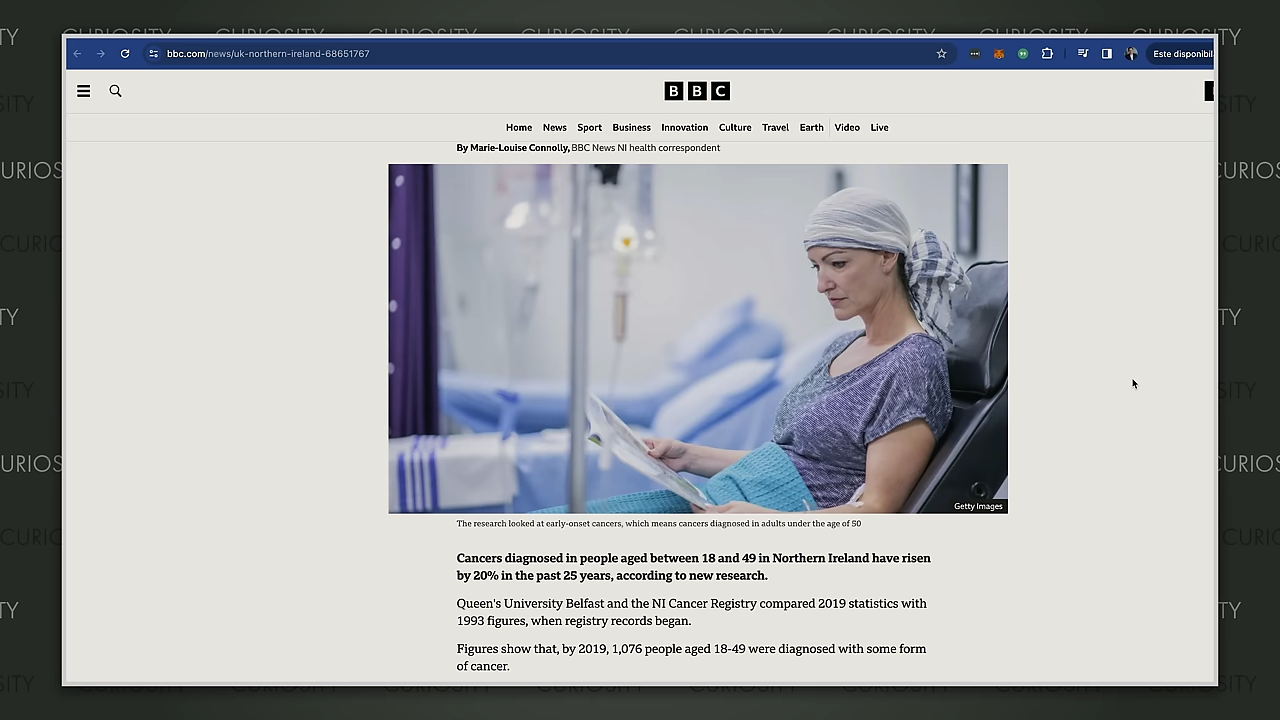 CURIOSITY
bbc.com/news/uk-northern-ireland-68651767
Este disponibil
BBC
Home News Sport Business Innovation Culture Travel Earth Video Live
By Marie-Louise Connolly, BBC News NI health correspondent
Getty Images
The research looked at early-onset cancers, which means cancers diagnosed in adults under the age of 50
Cancers diagnosed in people aged between 18 and 49 in Northern Ireland have risen
by 20% in the past 25 years, according to new research.
Queen's University Belfast and the NI Cancer Registry compared 2019 statistics with
1993 figures, when registry records began.
Figures show that, by 2019, 1,076 people aged 18-49 were diagnosed with some form
of cancer.